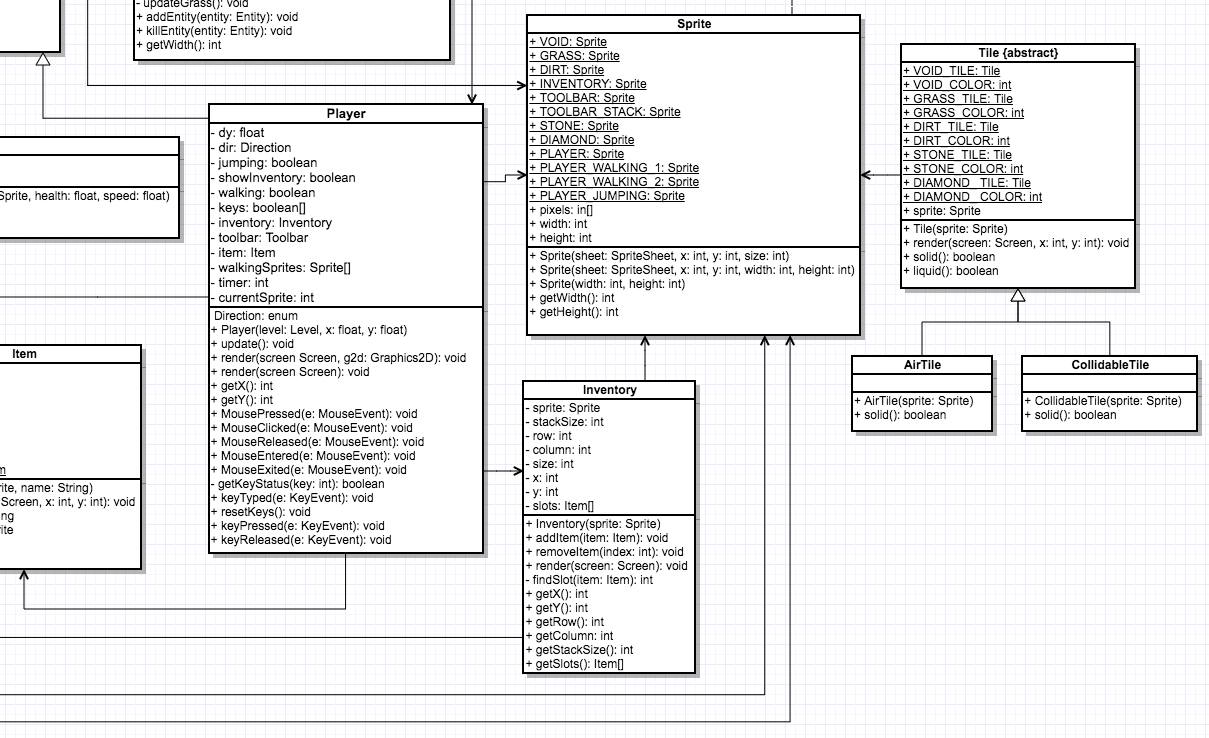 - updateGrass(): void
+ addEntity(entity: Entity): void
+ killEntity(entity: Entity): void
+ getWidth(): int
Sprite, health: float, speed: float)
Item
m
rite, name: String)
Screen, x: int, y: int): void
ng
rite
Player
- dy: float
- dir: Direction
- jumping: boolean
- showInventory: boolean
- walking: boolean
- keys: boolean[]
- inventory: Inventory
- toolbar: Toolbar
- item: Item
- walkingSprites: Sprite[]
- timer: int
- currentSprite: int
Direction: enum
+ Player(level: Level, x: float, y: float)
+ update(): void
+ render(screen Screen, g2d: Graphics2D): void
+ render(screen Screen): void
+ getX(): int
+ getY(): int
+ MousePressed(e: MouseEvent): void
+ MouseClicked(e: MouseEvent): void
+ MouseReleased(e: MouseEvent): void
+ MouseEntered(e: MouseEvent): void
+ MouseExited(e: MouseEvent): void
- getKeyStatus(key: int): boolean
+ keyTyped(e: KeyEvent): void
+ resetKeys(): void
+ keyPressed(e: KeyEvent): void
+ keyReleased(e: KeyEvent): void
Sprite
+ VOID: Sprite
+ GRASS: Sprite
+ DIRT: Sprite
+ INVENTORY: Sprite
+ TOOLBAR: Sprite
+ TOOLBAR_STACK: Sprite
+ STONE: Sprite
+ DIAMOND: Sprite
+ PLAYER: Sprite
+ PLAYER_WALKING_1: Sprite
+ PLAYER_WALKING_2: Sprite
+ PLAYER_JUMPING: Sprite
+ pixels: in[]
+ width: int
+ height: int
+ Sprite(sheet: SpriteSheet, x: int, y: int, size: int)
+ Sprite(sheet: SpriteSheet, x: int, y: int, width: int, height: int)
+ Sprite(width: int, height: int)
+ getWidth(): int
+ getHeight(): int
Inventory
- sprite: Sprite
- stackSize: int
- row: int
- column: int
- size: int
- x: int
- y: int
- slots: Item[]
+ Inventory(sprite: Sprite)
+ addItem(item: Item): void
+ removeItem(index: int): void
+ render(screen: Screen): void
- findSlot(item: Item): int
+ getX(): int
+ getY(): int
+ getRow(): int
+ getColumn: int
+ getStackSize(): int
+ getSlots(): Item[]
Tile {abstract}
+ VOID_TILE: Tile
+ VOID_COLOR: int
+ GRASS_TILE: Tile
+ GRASS_COLOR: int
+ DIRT_TILE: Tile
+ DIRT_COLOR: int
+ STONE_TILE: Tile
+ STONE_COLOR: int
+ DIAMOND_TILE: Tile
+ DIAMOND_COLOR: int
+ sprite: Sprite
+ Tile(sprite: Sprite)
+ render(screen: Screen, x: int, y: int): void
+ solid(): boolean
+ liquid(): boolean
AirTile
+ AirTile(sprite: Sprite)
+ solid(): boolean
CollidableTile
+ CollidableTile(sprite: Sprite)
+ solid(): boolean